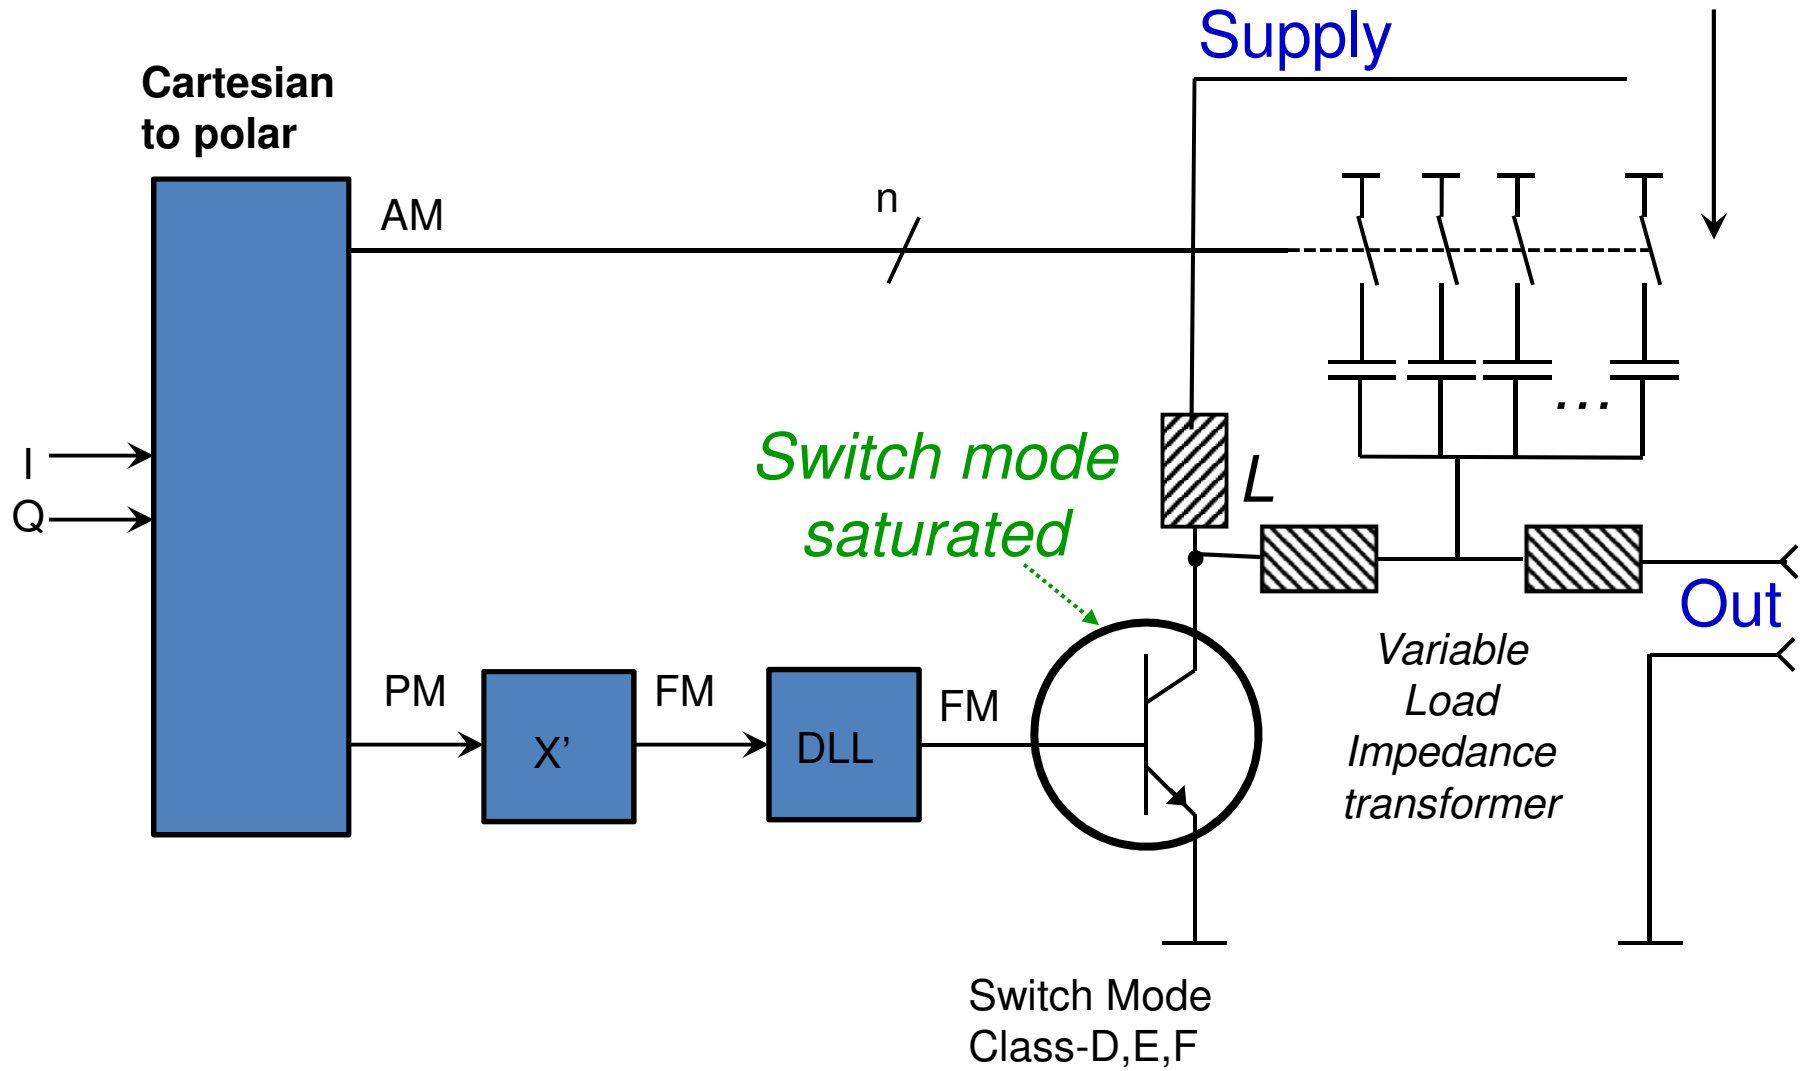 Supply
Cartesian
to polar
AM
n
I
Q
Switch mode
saturated
L
...
Out
PM
X’
FM
DLL
FM
Variable
Load
Impedance
transformer
Switch Mode
Class-D,E,F